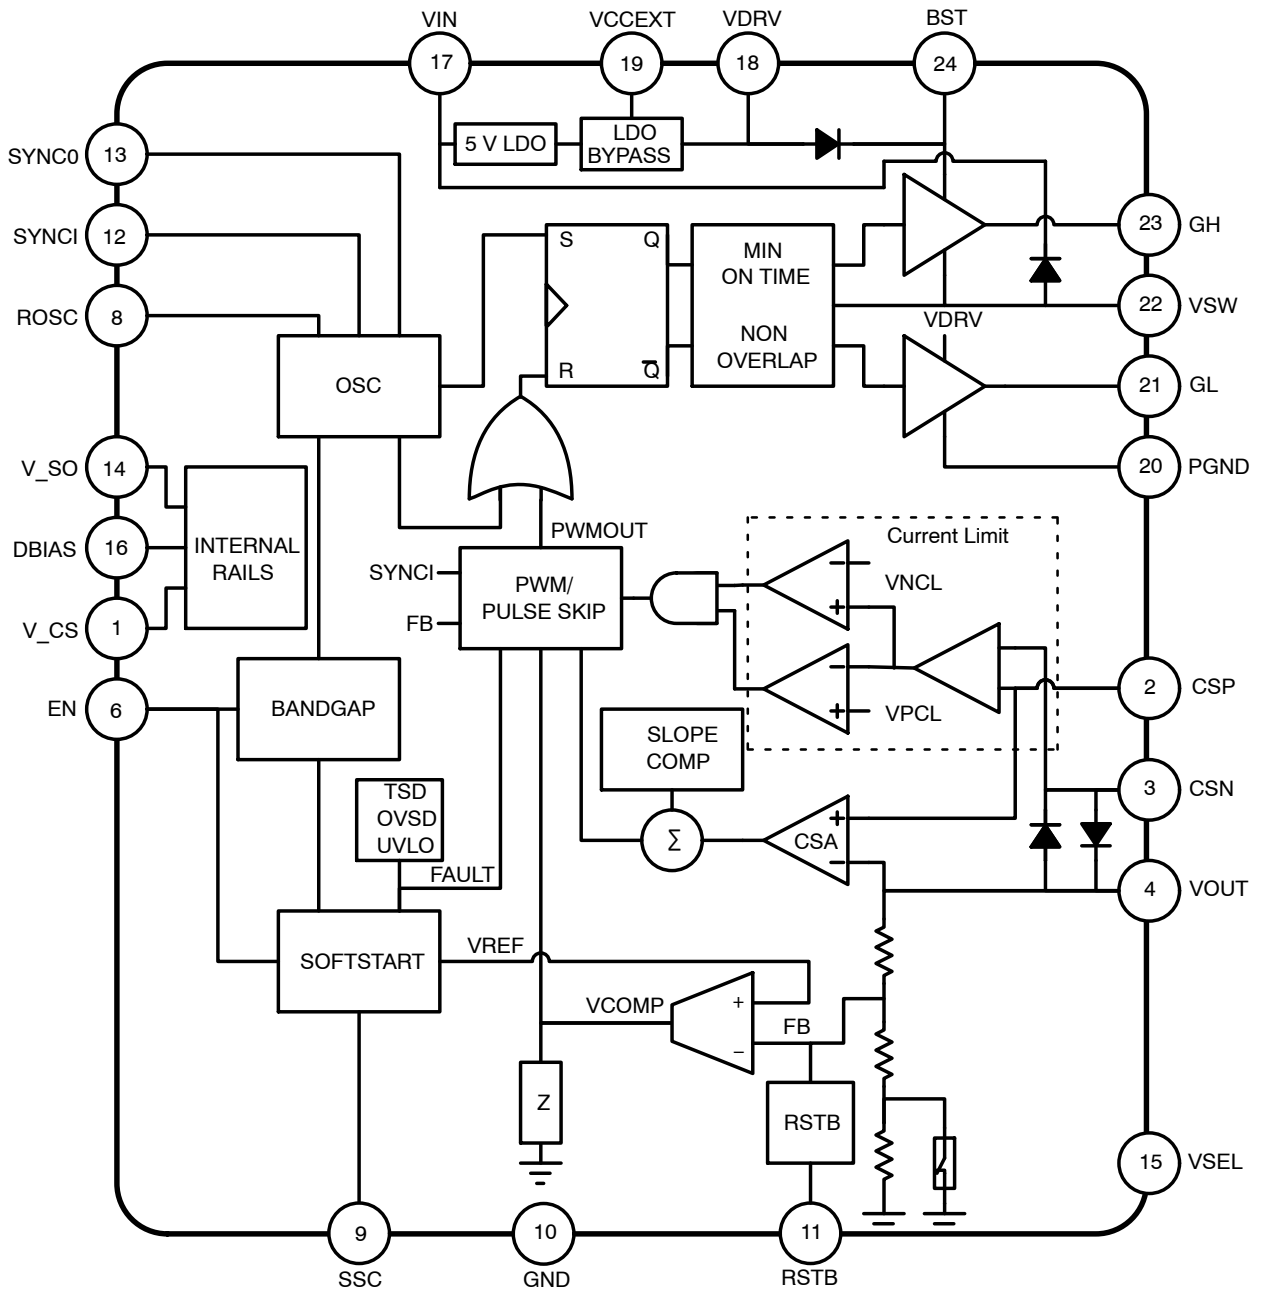 VIN
VCCEXT
VDRV
BST
17
19
18
24
5 V LDO
LDO
BYPASS
SYNC0
13
SYNCI
12
ROSC
8
23
GH
22
VSW
21
GL
20
PGND
S
Q
R
Q̅
MIN
ON TIME
NON
OVERLAP
VDRV
OSC
V_SO
14
DBIAS
16
V_CS
1
EN
6
INTERNAL
RAILS
PWMOUT
SYNCI
FB
PWM/
PULSE SKIP
Current Limit
−
VNCL
+
−
+
VPCL
2
CSP
3
CSN
4
VOUT
BANDGAP
SLOPE
COMP
TSD
OVSD
UVLO
FAULT
Σ
CSA
+
−
SOFTSTART
VREF
VCOMP
+
−
FB
Z
RSTB
15
VSEL
9
SSC
10
GND
11
RSTB